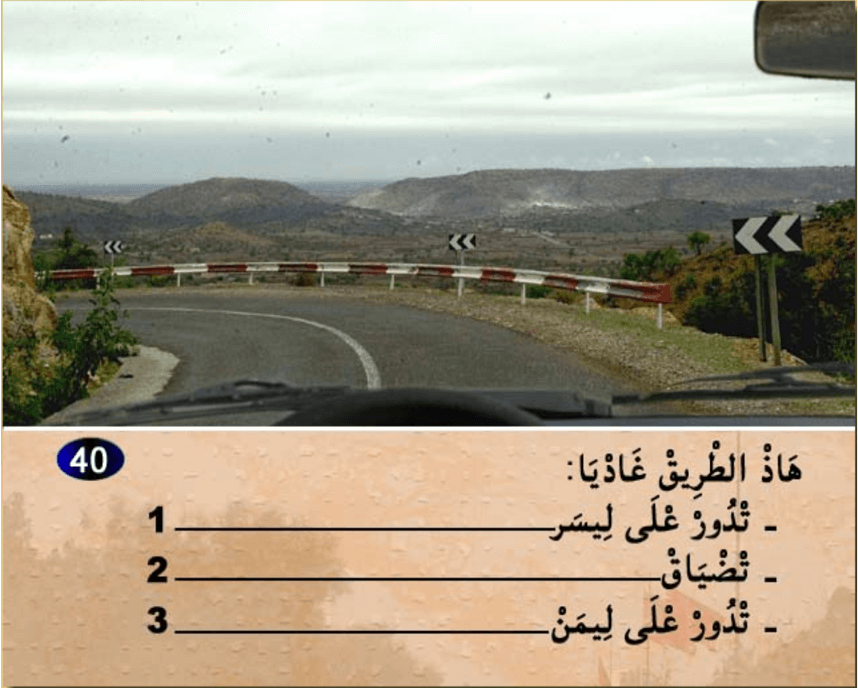 40
هَاذْ الطْرِيقْ غَادْيَا:
ـ تْدُورْ عْلَى لِيسَر 1
ـ تْضْيَاقْ 2
ـ تْدُورْ عْلَى لِيمَنْ 3